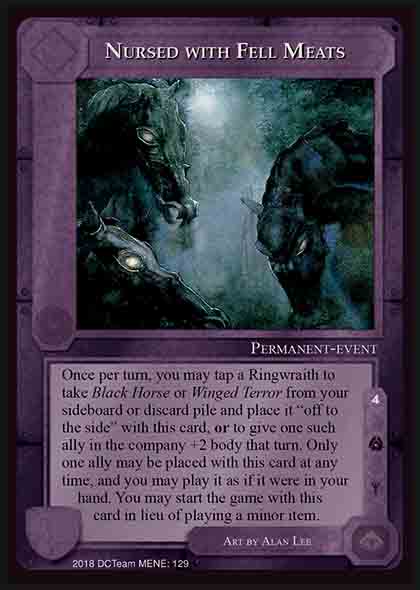 Nursed with Fell Meats
Permanent-event
Once per turn, you may tap a Ringwraith to
take Black Horse or Winged Terror from your
sideboard or discard pile and place it “off to
the side” with this card, or to give one such
ally in the company +2 body that turn. Only
one ally may be placed with this card at any
time, and you may play it as if it were in your
hand. You may start the game with this
card in lieu of playing a minor item.
4
Art by Alan Lee
2018 DCTeam MENE: 129